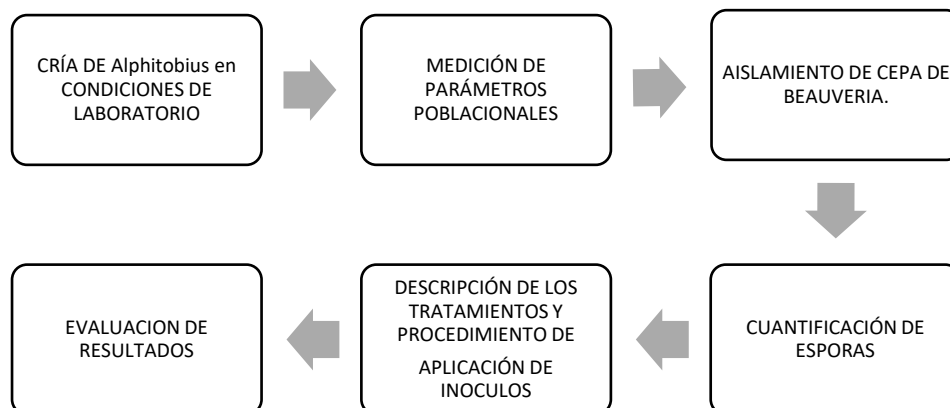 CRÍA DE Alphitobius en
CONDICIONES DE
LABORATORIO
MEDICIÓN DE
PARÁMETROS
POBLACIONALES
AISLAMIENTO DE CEPA DE
BEAUVERIA.
CUANTIFICACIÓN DE
ESPORAS
DESCRIPCIÓN DE LOS
TRATAMIENTOS Y
PROCEDIMIENTO DE
APLICACIÓN DE
INOCULOS
EVALUACION DE
RESULTADOS